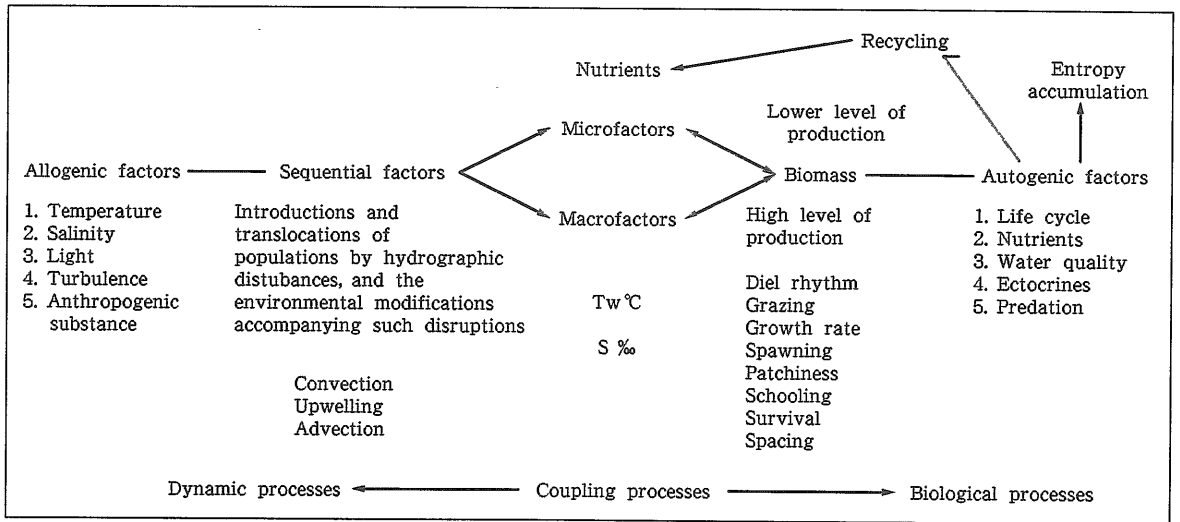 Recycling
Nutrients
Entropy
accumulation
Lower level of
production
Microfactors
Allogenic factors
Sequential factors
Biomass
Autogenic factors
Macrofactors
1. Temperature
2. Salinity
3. Light
4. Turbulence
5. Anthropogenic
substance
Introductions and
translocations of
populations by hydrographic
distubances, and the
environmental modifications
accompanying such disruptions
Convection
Upwelling
Advection
Tw℃
S ‰
High level of
production
Diel rhythm
Grazing
Growth rate
Spawning
Patchiness
Schooling
Survival
Spacing
1. Life cycle
2. Nutrients
3. Water quality
4. Ectocrines
5. Predation
Dynamic processes
Coupling processes
Biological processes